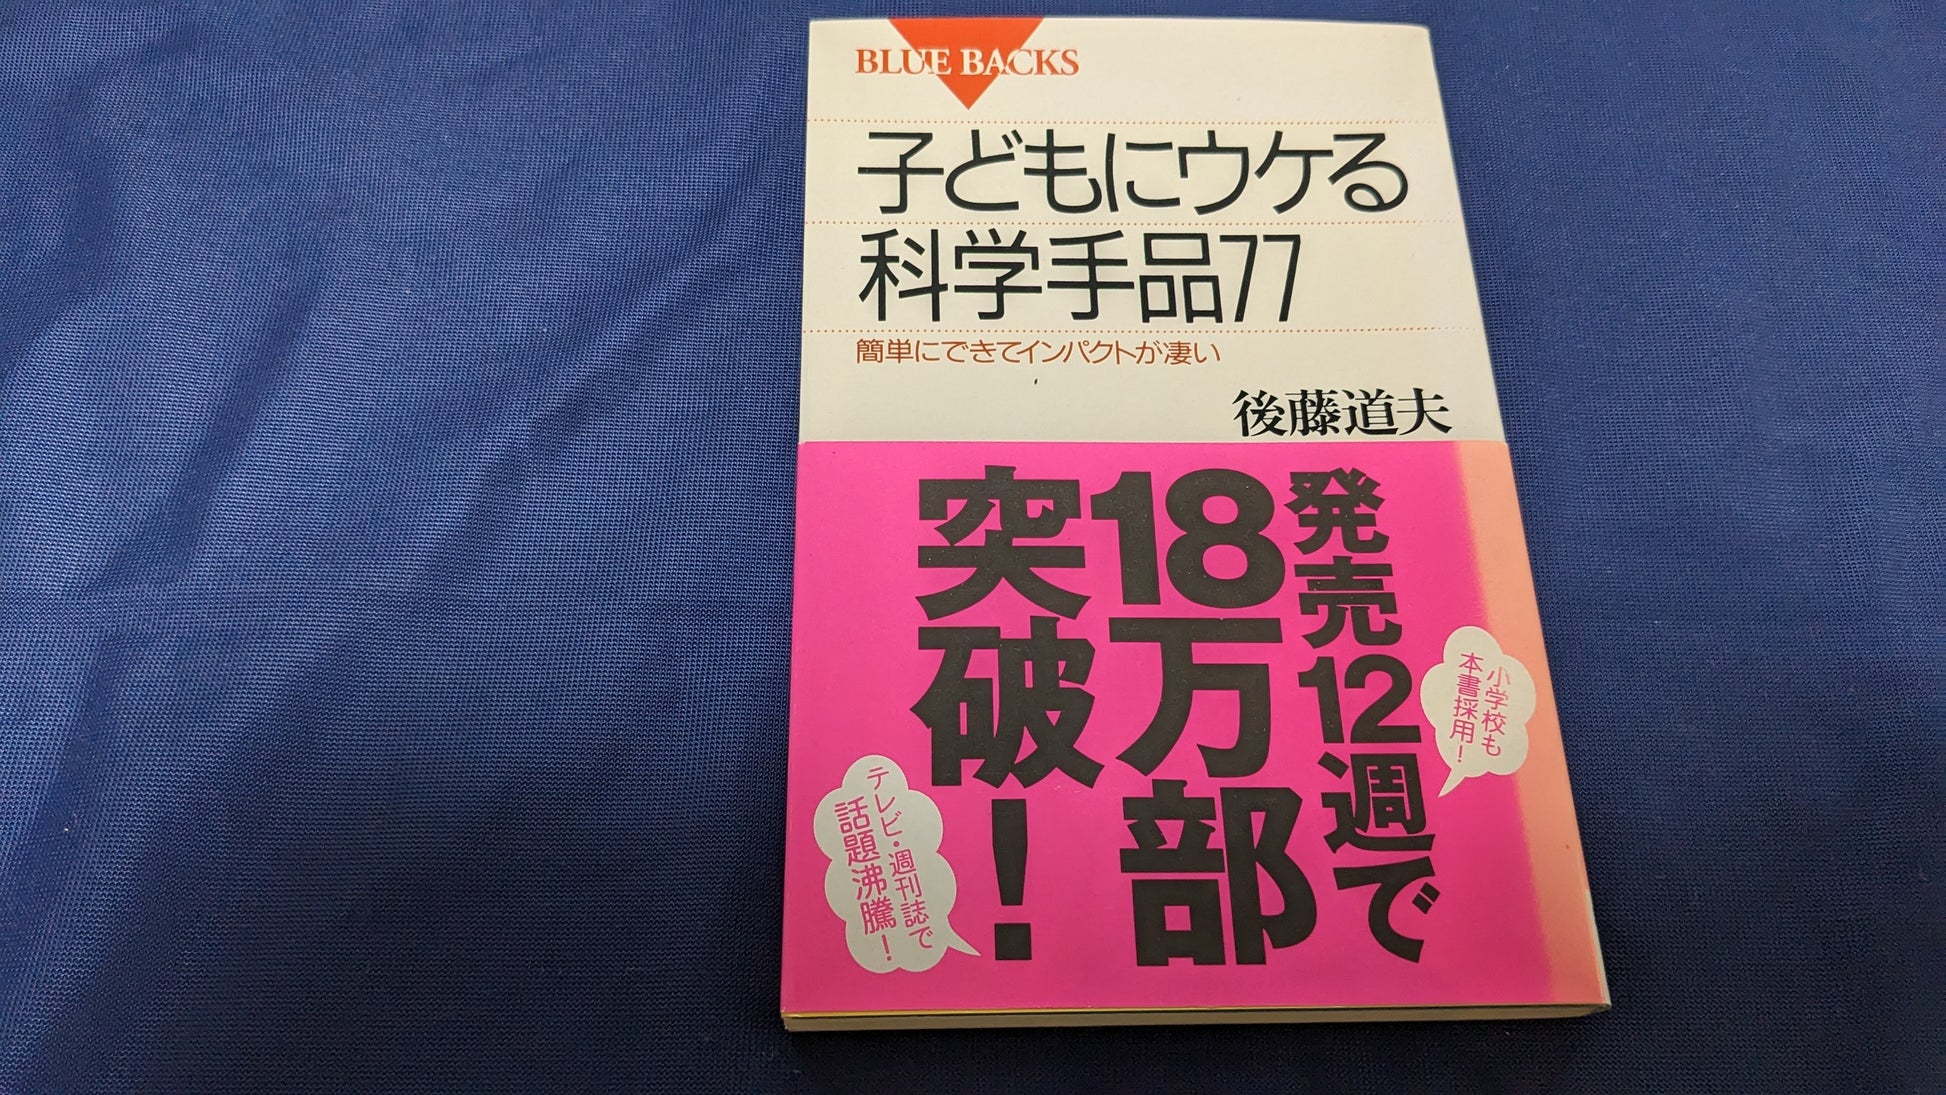 BLUE BACKS
子どもにウケる
科学手品77
簡単にできてインパクトが凄い
後藤道夫
発売12週で
18万部
突破！
小学校も
本書採用！
テレビ・週刊誌で
話題沸騰！